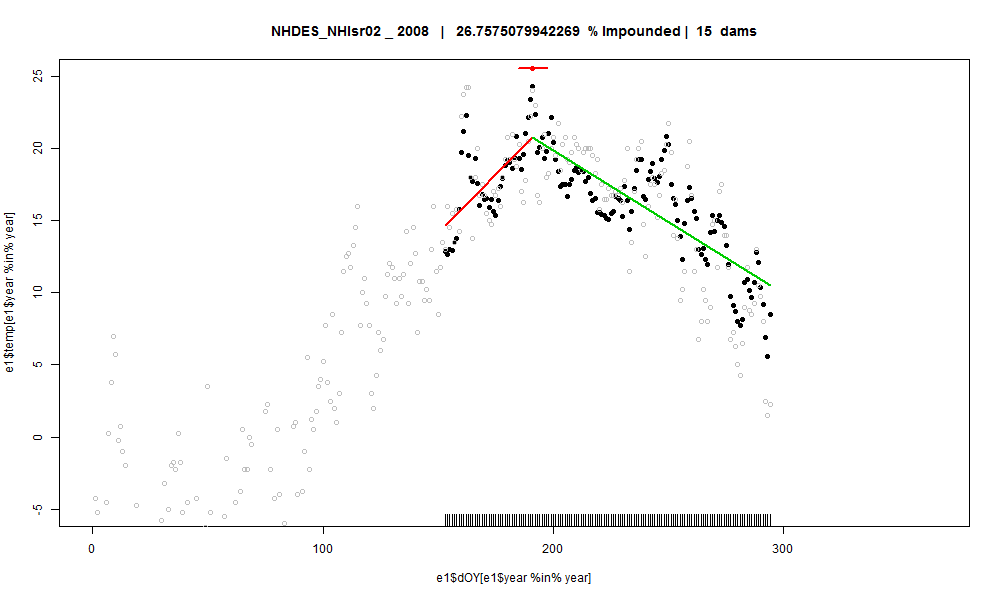 NHDES_NHIsr02 _ 2008 | 26.7575079942269 % Impounded | 15 dams
e1$temp[e1$year %in% year]
25
20
15
10
5
0
-5
0 100 200 300
e1$dOY[e1$year %in% year]